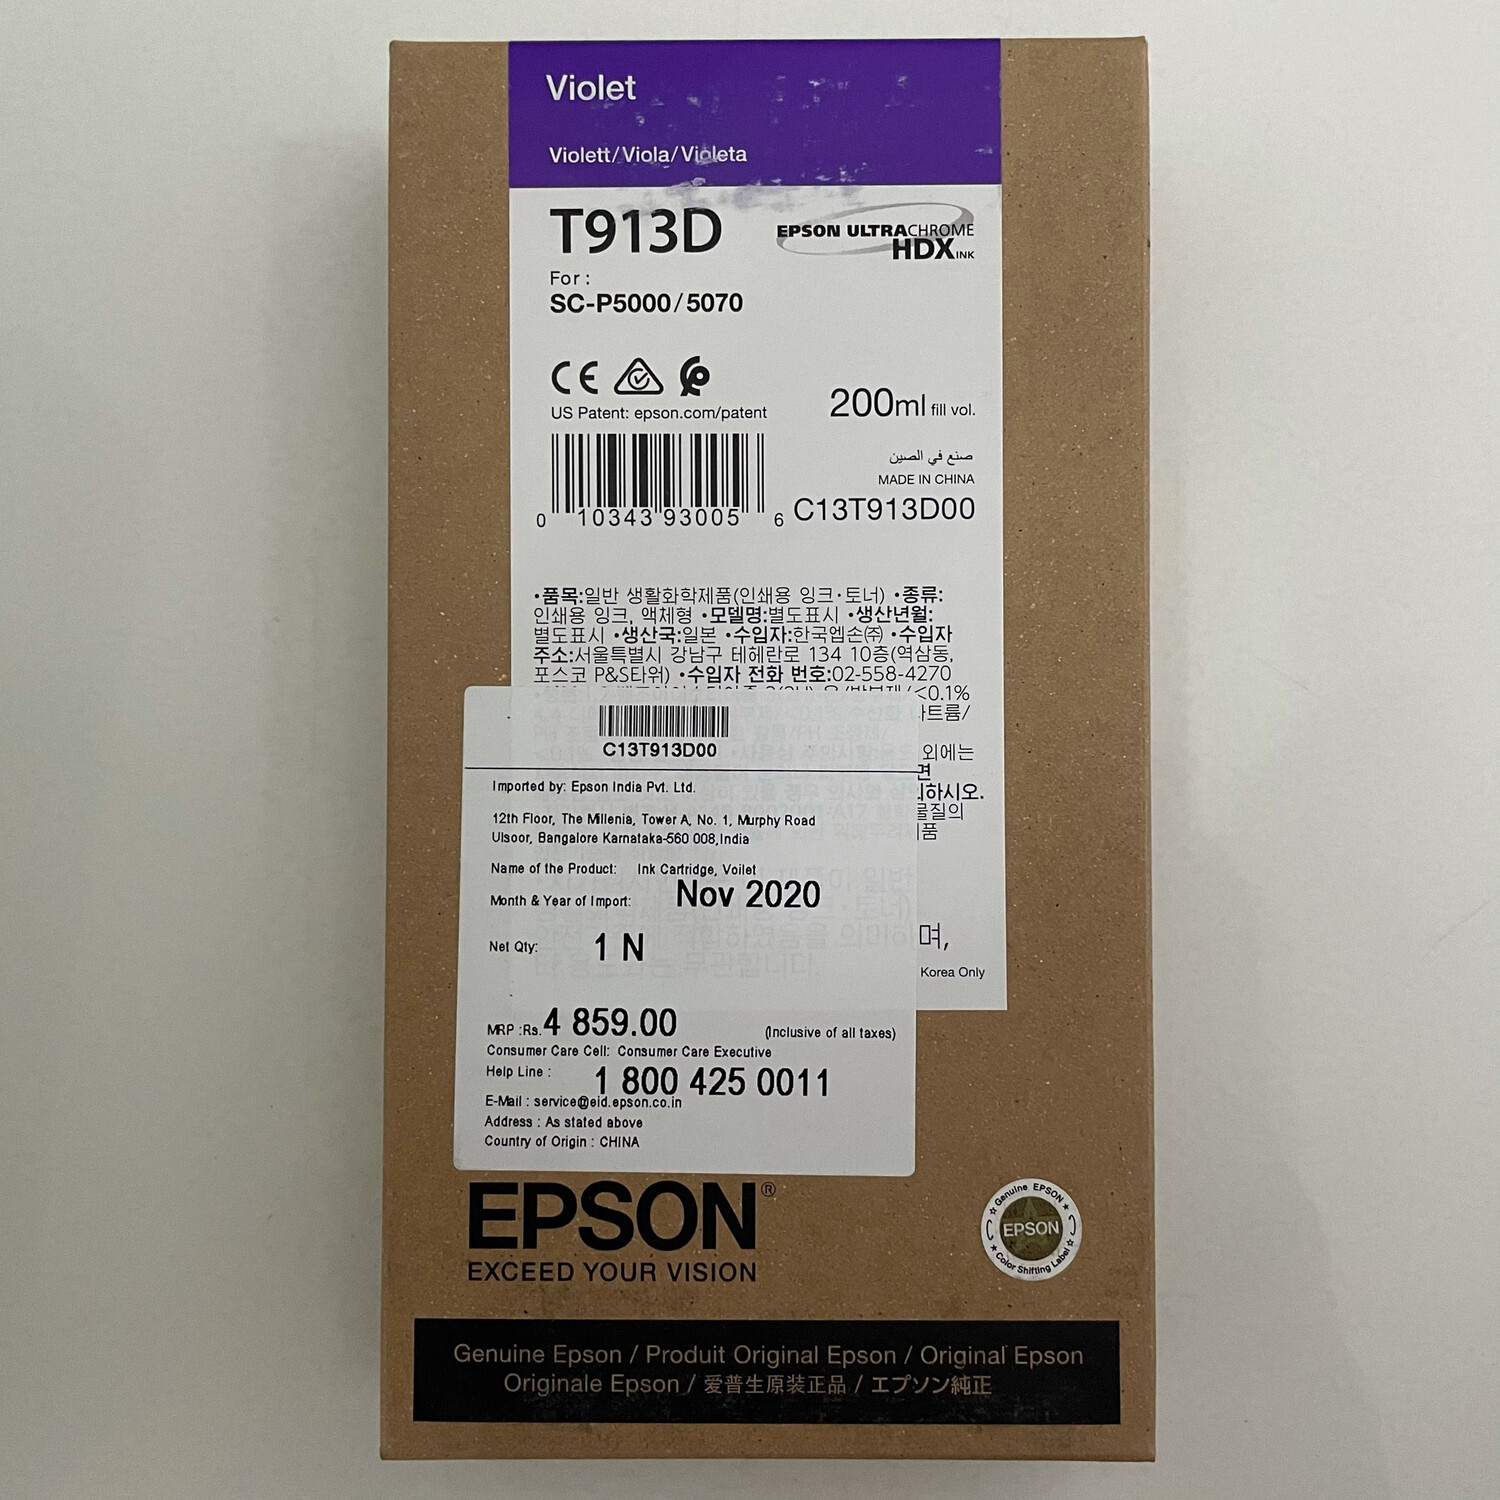 Violet
Violett/Viola/Violeta
T913D
EPSON ULTRACHROME
HDX INK
For :
SC-P5000/5070
CE
US Patent: epson.com/patent
200ml fill vol.
صنع في الصين
MADE IN CHINA
0 10343 93005 6
C13T913D00
•품목:일반 생활화학제품(인쇄용 잉크·토너) •종류:
인쇄용 잉크, 액체형 •모델명:별도표시 •생산년월:
별도표시 •생산국:일본 •수입자:한국엡손㈜ •수입자
주소:서울특별시 강남구 테헤란로 134 10층(역삼동,
포스코 P&S타워) •수입자 전화 번호:02-558-4270
<0.1%
외에는
며,
Korea Only
C13T913D00
Imported by: Epson India Pvt. Ltd.
12th Floor, The Millenia, Tower A, No. 1, Murphy Road
Ulsoor, Bangalore Karnataka-560 008,India
Name of the Product: Ink Cartridge, Voilet
Month & Year of Import: Nov 2020
Net Qty: 1 N
MRP :Rs. 4 859.00 (Inclusive of all taxes)
Consumer Care Cell: Consumer Care Executive
Help Line : 1 800 425 0011
E-Mail : service@eid.epson.co.in
Address : As stated above
Country of Origin : CHINA
EPSON®
EXCEED YOUR VISION
Genuine EPSON
EPSON
Color Shifting Label
Genuine Epson / Produit Original Epson / Original Epson
Originale Epson / 爱普生原装正品 / エプソン純正